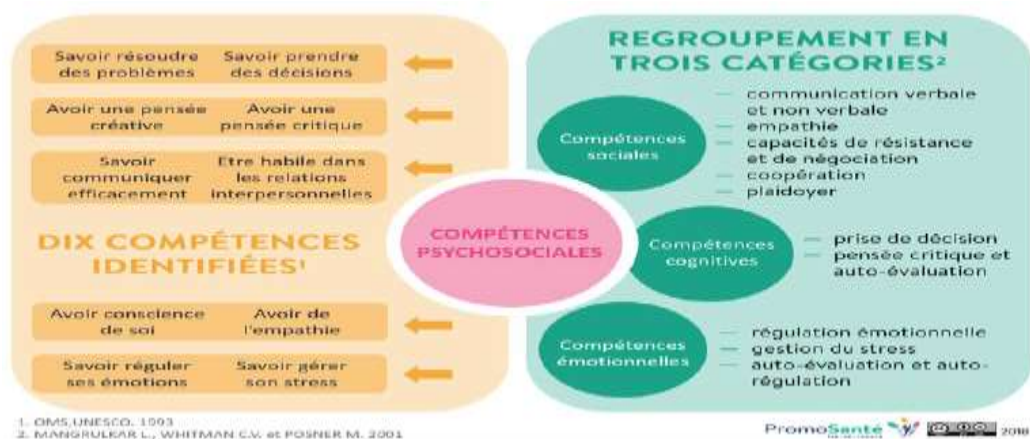 Savoir résoudre des problèmes
Savoir prendre des décisions
Avoir une pensée créative
Avoir une pensée critique
Savoir communiquer efficacement
Etre habile dans les relations interpersonnelles
DIX COMPÉTENCES
IDENTIFIÉES¹
Avoir conscience de soi
Avoir de l'empathie
Savoir réguler ses émotions
Savoir gérer son stress
COMPÉTENCES
PSYCHOSOCIALES
REGROUPEMENT EN
TROIS CATÉGORIES²
Compétences
sociales
— communication verbale
et non verbale
— empathie
— capacités de résistance
et de négociation
— coopération
— plaidoyer
Compétences
cognitives
— prise de décision
— pensée critique et
auto-évaluation
Compétences
émotionnelles
— régulation émotionnelle
— gestion du stress
— auto-évaluation et auto-
régulation
1. OMS,UNESCO. 1993
2. MANGRULKAR L., WHITMAN C.V. et POSNER M. 2001
PromoSanté
2018